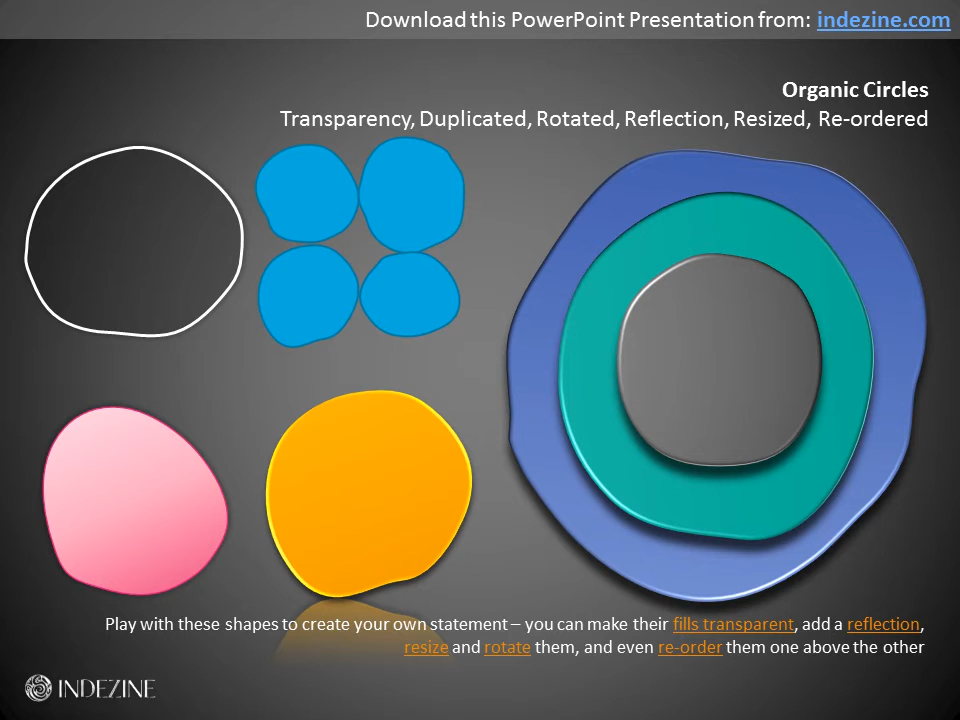 Download this PowerPoint Presentation from: indezine.com
Organic Circles
Transparency, Duplicated, Rotated, Reflection, Resized, Re-ordered
Play with these shapes to create your own statement – you can make their fills transparent, add a reflection,
resize and rotate them, and even re-order them one above the other
INDEZINE